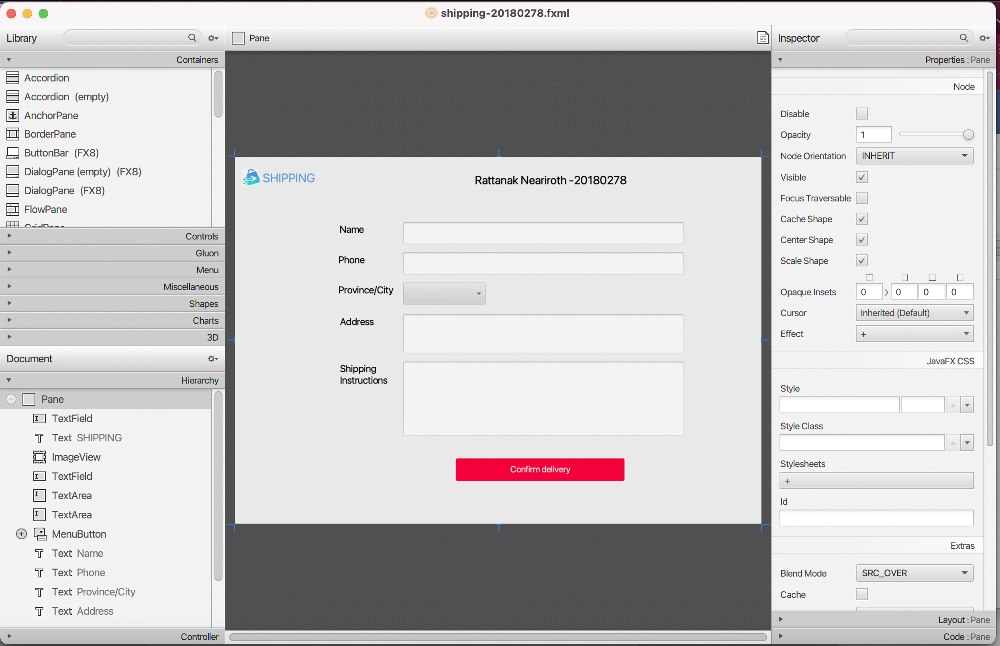 shipping-20180278.fxml
Library
Containers
Accordion
Accordion (empty)
AnchorPane
BorderPane
ButtonBar (FX8)
DialogPane (empty) (FX8)
DialogPane (FX8)
FlowPane
GridPane
Controls
Gluon
Menu
Miscellaneous
Shapes
Charts
3D
Document
Hierarchy
Pane
TextField
Text SHIPPING
ImageView
TextField
TextArea
TextArea
MenuButton
Text Name
Text Phone
Text Province/City
Text Address
Controller
Pane
SHIPPING
Rattanak Neariroth -20180278
Name
Phone
Province/City
Address
Shipping
Instructions
Confirm delivery
Inspector
Properties : Pane
Node
Disable
Opacity 1
Node Orientation INHERIT
Visible
Focus Traversable
Cache Shape
Center Shape
Scale Shape
Opaque Insets 0 > 0 0 0
Cursor Inherited (Default)
Effect +
JavaFX CSS
Style
+
Style Class
+
Stylesheets
+
Id
Extras
Blend Mode SRC_OVER
Cache
Layout : Pane
Code : Pane